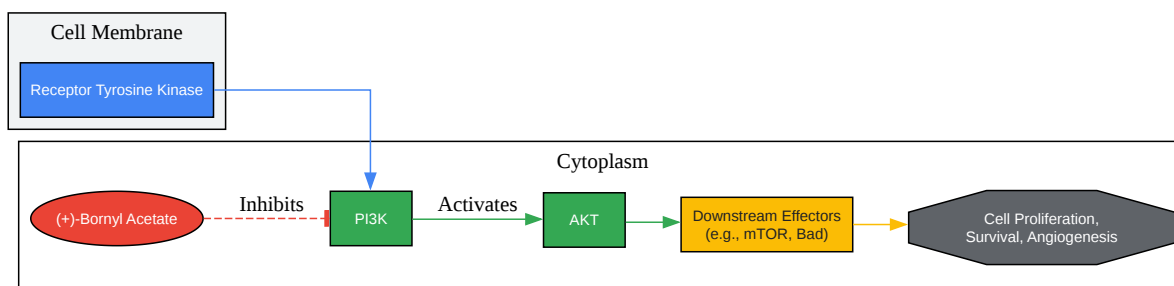 Cell Membrane
Receptor Tyrosine Kinase
Cytoplasm
(+)-Bornyl Acetate
Inhibits
PI3K
Activates
AKT
Downstream Effectors
(e.g., mTOR, Bad)
Cell Proliferation,
Survival, Angiogenesis